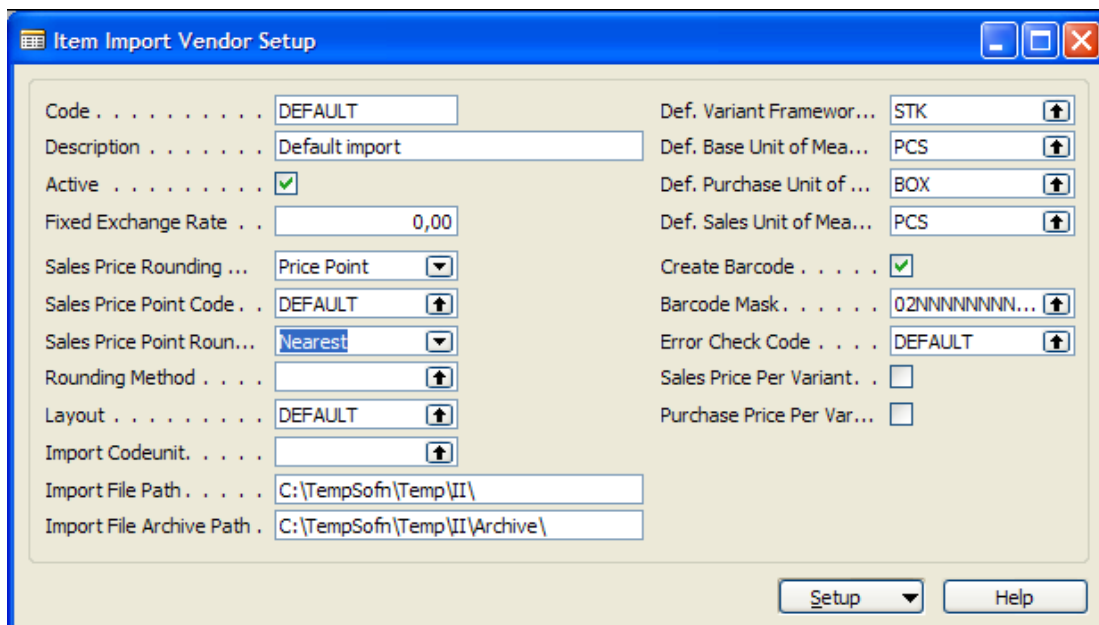 Item Import Vendor Setup
Code . . . . . . . . . . DEFAULT
Description . . . . . . . Default import
Active . . . . . . . . .
Fixed Exchange Rate . . 0,00
Sales Price Rounding ... Price Point
Sales Price Point Code . . DEFAULT
Sales Price Point Roun... Nearest
Rounding Method . . . .
Layout . . . . . . . . . DEFAULT
Import Codeunit. . . . .
Import File Path . . . . . C:\TempSofn\Temp\II\
Import File Archive Path . C:\TempSofn\Temp\II\Archive\
Def. Variant Framewor... STK
Def. Base Unit of Mea... PCS
Def. Purchase Unit of ... BOX
Def. Sales Unit of Mea... PCS
Create Barcode . . . . .
Barcode Mask . . . . . . 02NNNNNNNN...
Error Check Code . . . . DEFAULT
Sales Price Per Variant. .
Purchase Price Per Var...
Setup Help